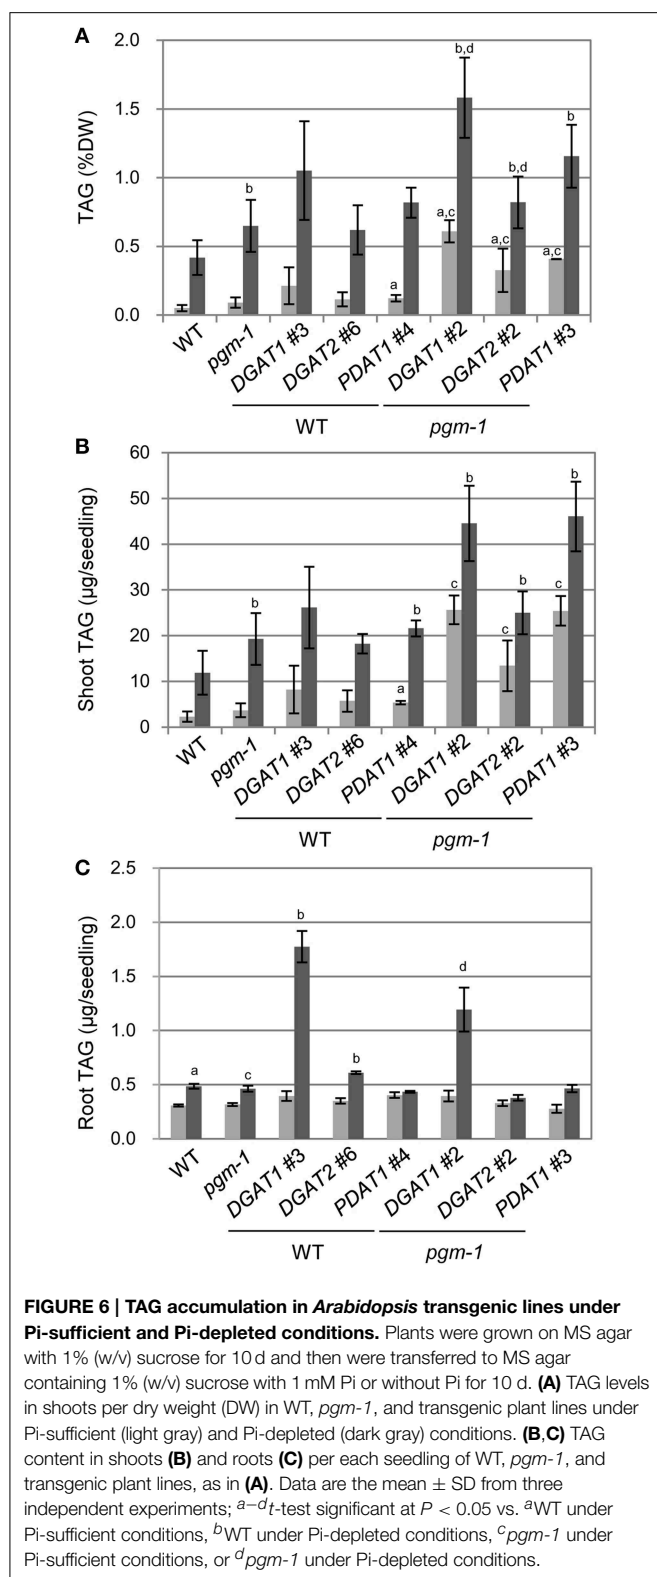 A
2.0
b,d
b
1.5
b
b,d
1.0
a,c
a,c
a,c
0.5
a
0.0
TAG (%DW)
WT
pgm-1
DGAT1 #3
DGAT2 #6
PDAT1 #4
DGAT1 #2
DGAT2 #2
PDAT1 #3
WT
pgm-1
B
60
b
b
50
40
b
b
b
30
c
c
20
c
10
a
0
Shoot TAG (µg/seedling)
WT
pgm-1
DGAT1 #3
DGAT2 #6
PDAT1 #4
DGAT1 #2
DGAT2 #2
PDAT1 #3
WT
pgm-1
C
2.5
b
2.0
d
1.5
1.0
b
a
c
0.5
0.0
Root TAG (µg/seedling)
WT
pgm-1
DGAT1 #3
DGAT2 #6
PDAT1 #4
DGAT1 #2
DGAT2 #2
PDAT1 #3
WT
pgm-1
FIGURE 6 | TAG accumulation in Arabidopsis transgenic lines under
Pi-sufficient and Pi-depleted conditions. Plants were grown on MS agar
with 1% (w/v) sucrose for 10 d and then were transferred to MS agar
containing 1% (w/v) sucrose with 1 mM Pi or without Pi for 10 d. (A) TAG levels
in shoots per dry weight (DW) in WT, pgm-1, and transgenic plant lines under
Pi-sufficient (light gray) and Pi-depleted (dark gray) conditions. (B,C) TAG
content in shoots (B) and roots (C) per each seedling of WT, pgm-1, and
transgenic plant lines, as in (A). Data are the mean ± SD from three
independent experiments; a–d t-test significant at P < 0.05 vs. aWT under
Pi-sufficient conditions, bWT under Pi-depleted conditions, cpgm-1 under
Pi-sufficient conditions, or dpgm-1 under Pi-depleted conditions.